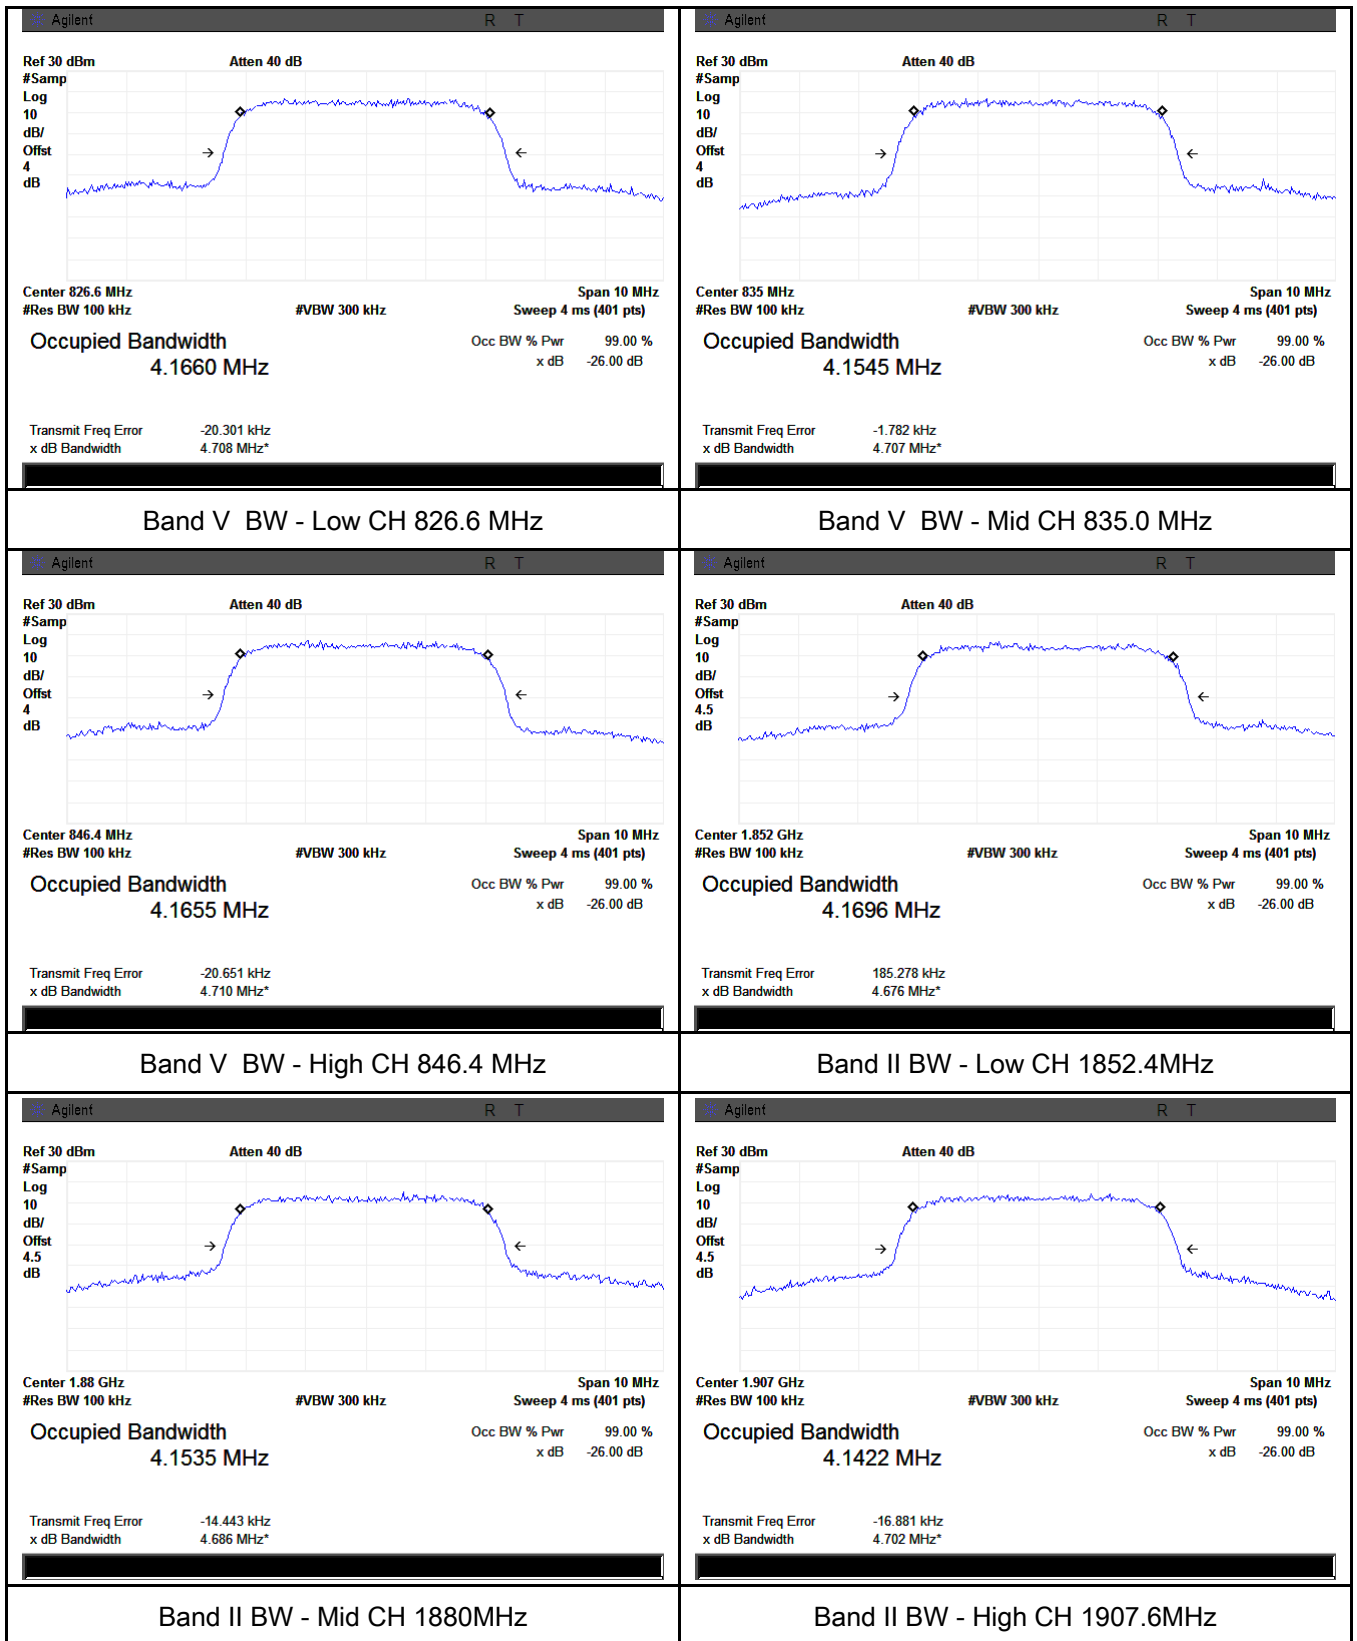 Agilent R T
Ref 30 dBm Atten 40 dB
#Samp
Log
10
dB/
Offst
4
dB
Center 826.6 MHz Span 10 MHz
#Res BW 100 kHz #VBW 300 kHz Sweep 4 ms (401 pts)
Occupied Bandwidth Occ BW % Pwr 99.00 %
4.1660 MHz x dB -26.00 dB
Transmit Freq Error -20.301 kHz
x dB Bandwidth 4.708 MHz*
Band V BW - Low CH 826.6 MHz
Agilent R T
Ref 30 dBm Atten 40 dB
#Samp
Log
10
dB/
Offst
4
dB
Center 835 MHz Span 10 MHz
#Res BW 100 kHz #VBW 300 kHz Sweep 4 ms (401 pts)
Occupied Bandwidth Occ BW % Pwr 99.00 %
4.1545 MHz x dB -26.00 dB
Transmit Freq Error -1.782 kHz
x dB Bandwidth 4.707 MHz*
Band V BW - Mid CH 835.0 MHz
Agilent R T
Ref 30 dBm Atten 40 dB
#Samp
Log
10
dB/
Offst
4
dB
Center 846.4 MHz Span 10 MHz
#Res BW 100 kHz #VBW 300 kHz Sweep 4 ms (401 pts)
Occupied Bandwidth Occ BW % Pwr 99.00 %
4.1655 MHz x dB -26.00 dB
Transmit Freq Error -20.651 kHz
x dB Bandwidth 4.710 MHz*
Band V BW - High CH 846.4 MHz
Agilent R T
Ref 30 dBm Atten 40 dB
#Samp
Log
10
dB/
Offst
4.5
dB
Center 1.852 GHz Span 10 MHz
#Res BW 100 kHz #VBW 300 kHz Sweep 4 ms (401 pts)
Occupied Bandwidth Occ BW % Pwr 99.00 %
4.1696 MHz x dB -26.00 dB
Transmit Freq Error 185.278 kHz
x dB Bandwidth 4.676 MHz*
Band II BW - Low CH 1852.4MHz
Agilent R T
Ref 30 dBm Atten 40 dB
#Samp
Log
10
dB/
Offst
4.5
dB
Center 1.88 GHz Span 10 MHz
#Res BW 100 kHz #VBW 300 kHz Sweep 4 ms (401 pts)
Occupied Bandwidth Occ BW % Pwr 99.00 %
4.1535 MHz x dB -26.00 dB
Transmit Freq Error -14.443 kHz
x dB Bandwidth 4.686 MHz*
Band II BW - Mid CH 1880MHz
Agilent R T
Ref 30 dBm Atten 40 dB
#Samp
Log
10
dB/
Offst
4.5
dB
Center 1.907 GHz Span 10 MHz
#Res BW 100 kHz #VBW 300 kHz Sweep 4 ms (401 pts)
Occupied Bandwidth Occ BW % Pwr 99.00 %
4.1422 MHz x dB -26.00 dB
Transmit Freq Error -16.881 kHz
x dB Bandwidth 4.702 MHz*
Band II BW - High CH 1907.6MHz